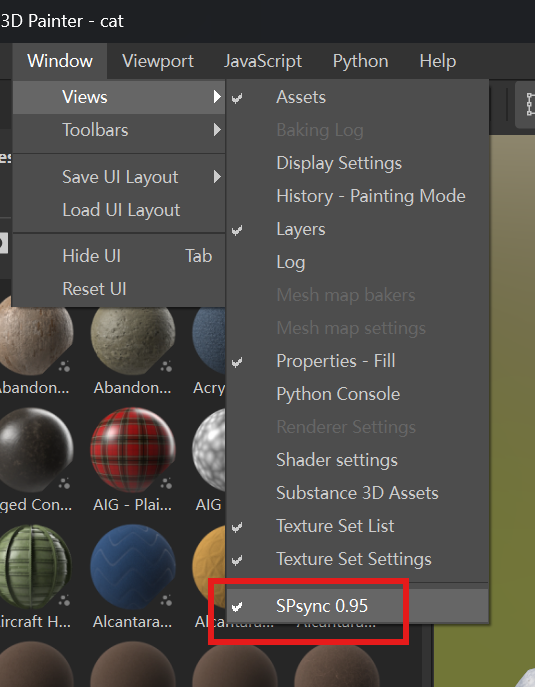 3D Painter - cat
Window Viewport JavaScript Python Help
Views
Toolbars
Save UI Layout
Load UI Layout
Hide UI Tab
Reset UI
Assets
Baking Log
Display Settings
History - Painting Mode
Layers
Log
Mesh map bakers
Mesh map settings
Properties - Fill
Python Console
Renderer Settings
Shader settings
Substance 3D Assets
Texture Set List
Texture Set Settings
SPsync 0.95
Abandon... Abandon... Acry
ged Con... AIG - Plai... AIG
ircraft H... Alcantara... Alcantara... Alcantara...